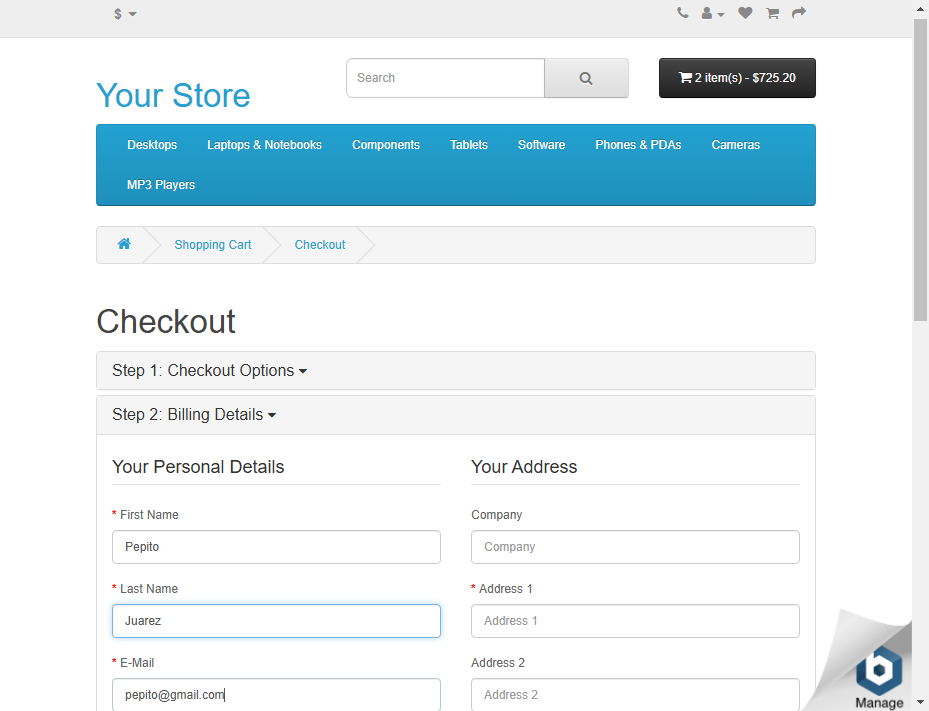 $
2 item(s) - $725.20
Search
Your Store
Desktops
Laptops & Notebooks
Components
Tablets
Software
Phones & PDAs
Cameras
MP3 Players
Shopping Cart
Checkout
Checkout
Step 1: Checkout Options
Step 2: Billing Details
Your Personal Details
* First Name
Pepito
* Last Name
Juarez
* E-Mail
pepito@gmail.com
Your Address
Company
Company
* Address 1
Address 1
Address 2
Address 2
Manage